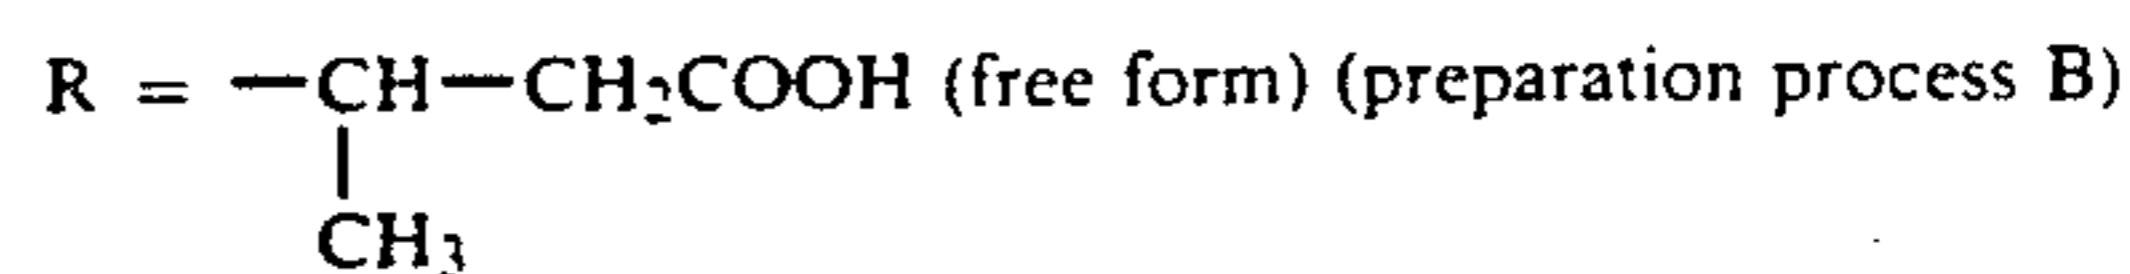 R = —CH—CH₂COOH (free form) (preparation process B)
|
CH₃